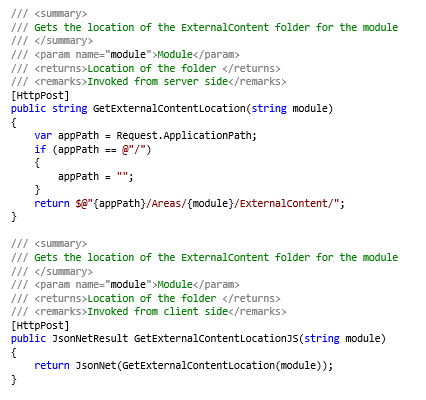 /// <summary>
/// Gets the location of the ExternalContent folder for the module
/// </summary>
/// <param name="module">Module</param>
/// <returns>Location of the folder </returns>
/// <remarks>Invoked from server side</remarks>
[HttpPost]
public string GetExternalContentLocation(string module)
{
    var appPath = Request.ApplicationPath;
    if (appPath == @"/")
    {
        appPath = "";
    }
    return $@"{appPath}/Areas/{module}/ExternalContent/";
}

/// <summary>
/// Gets the location of the ExternalContent folder for the module
/// </summary>
/// <param name="module">Module</param>
/// <returns>Location of the folder </returns>
/// <remarks>Invoked from client side</remarks>
[HttpPost]
public JsonNetResult GetExternalContentLocationJS(string module)
{
    return JsonNet(GetExternalContentLocation(module));
}